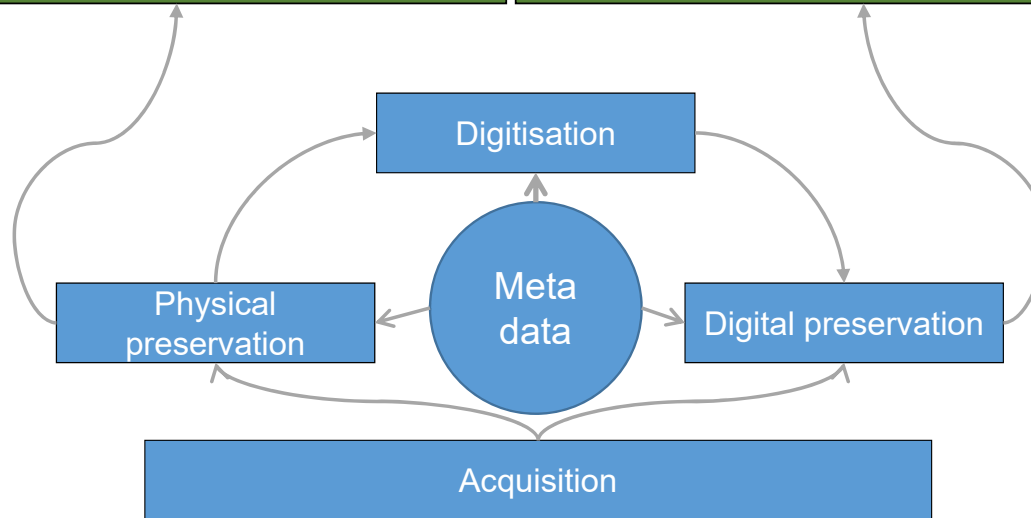 Digitisation
Meta
data
Physical
preservation
Digital preservation
Acquisition